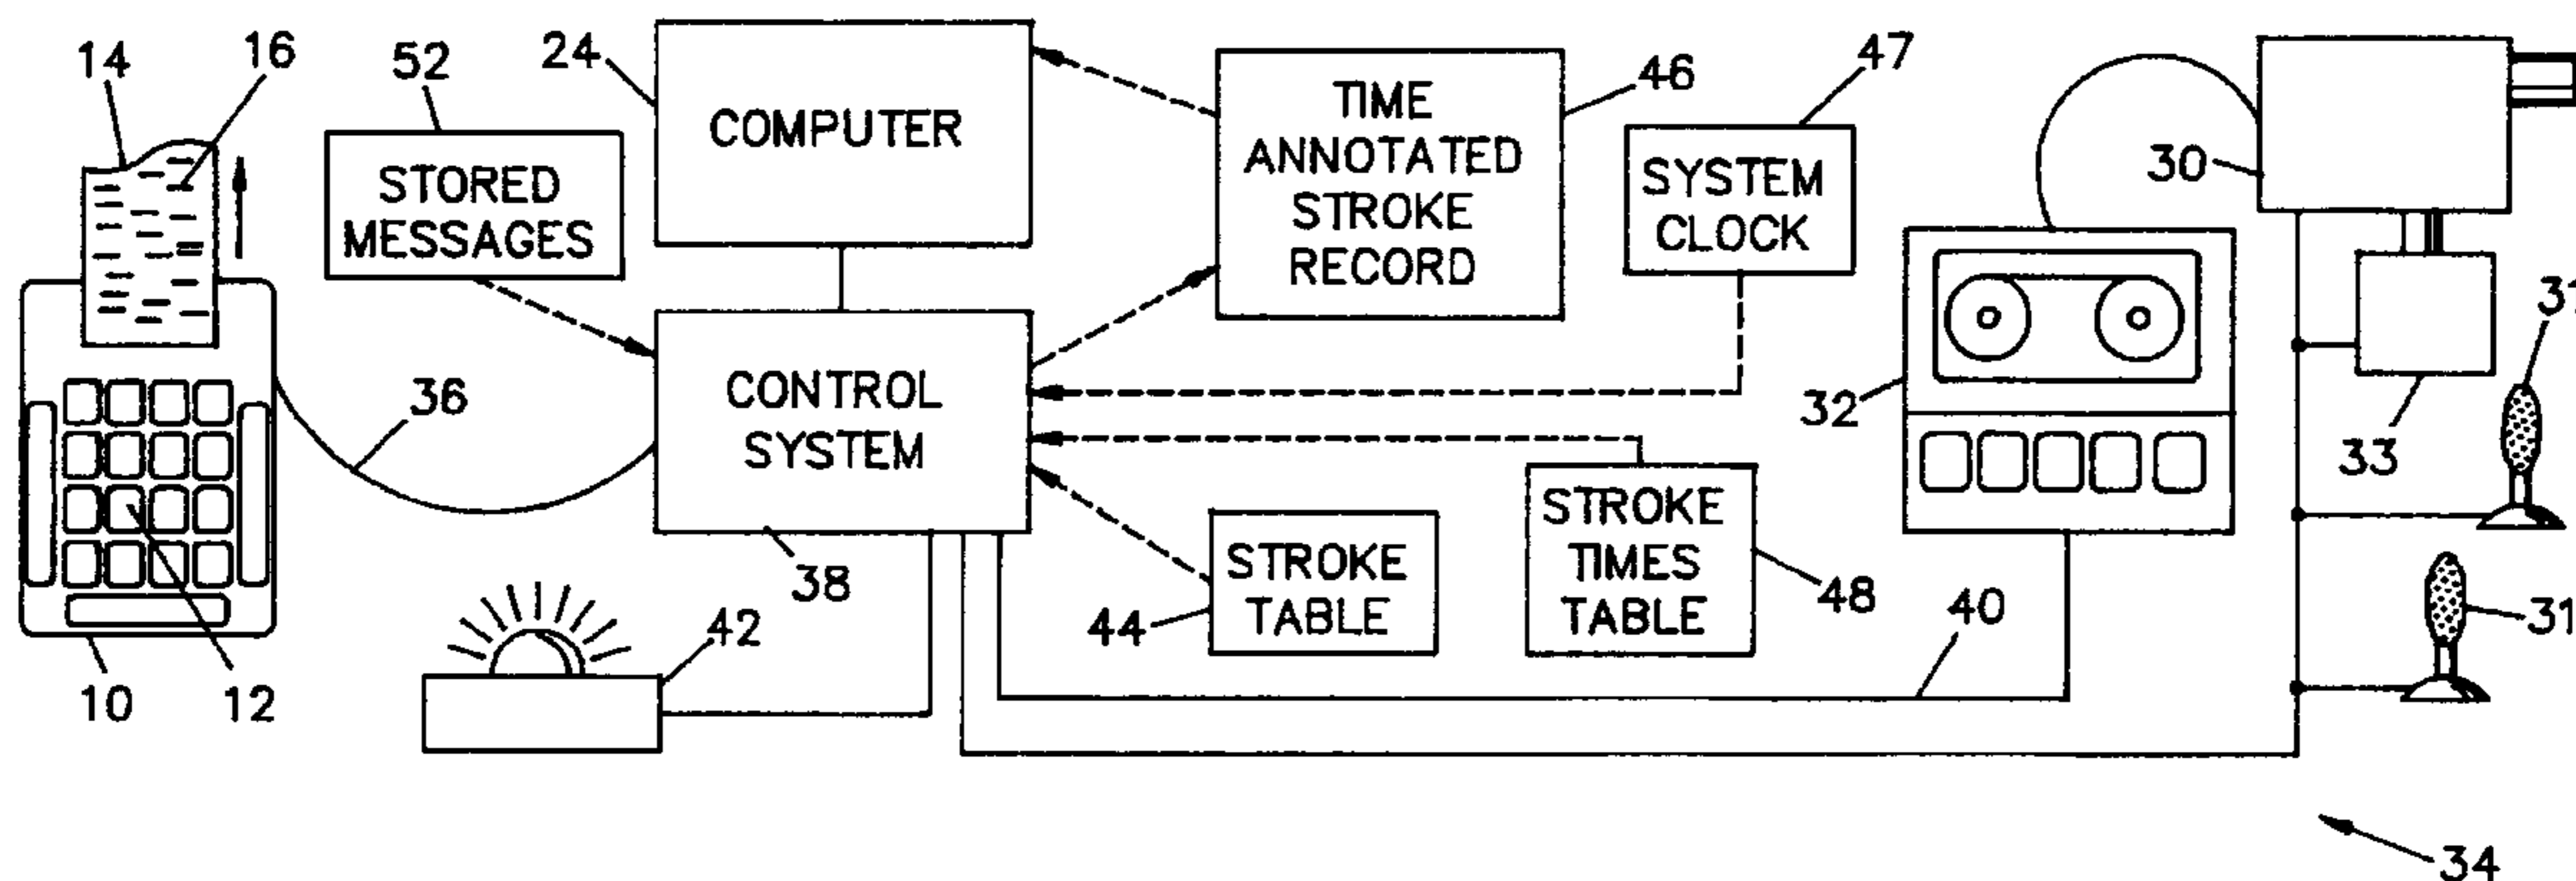 14
16
52
24
COMPUTER
TIME
ANNOTATED
STROKE
RECORD
46
47
SYSTEM
CLOCK
30
STORED
MESSAGES
36
CONTROL
SYSTEM
32
33
31
31
38
STROKE
TABLE
44
STROKE
TIMES
TABLE
48
40
42
10
12
34